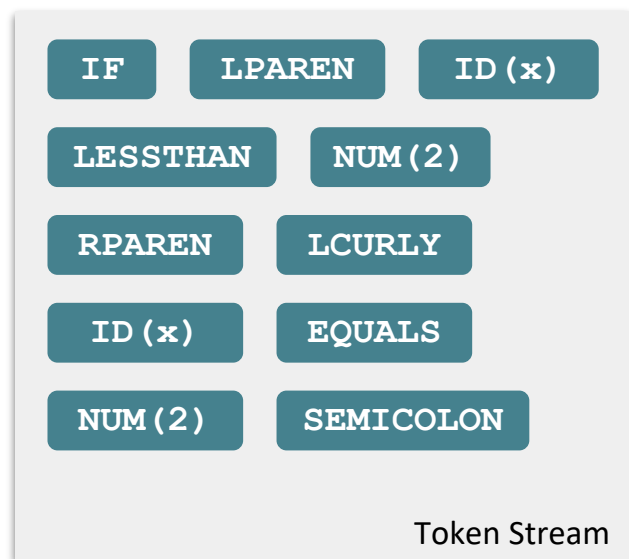 IF LPAREN ID(x)
LESSTHAN NUM(2)
RPAREN LCURLY
ID(x) EQUALS
NUM(2) SEMICOLON
Token Stream